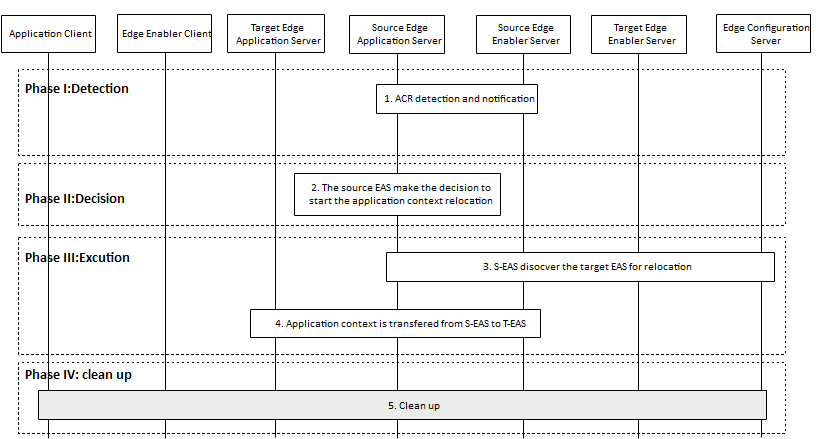 Application Client
Edge Enabler Client
Target Edge
Application Server
Source Edge
Application Server
Source Edge
Enabler Server
Target Edge
Enabler Server
Edge Configuration
Server
Phase I:Detection
1. ACR detection and notification
Phase II:Decision
2. The source EAS make the decision to
start the application context relocation
Phase III:Excution
3. S-EAS disocver the target EAS for relocation
4. Application context is transfered from S-EAS to T-EAS
Phase IV: clean up
5. Clean up